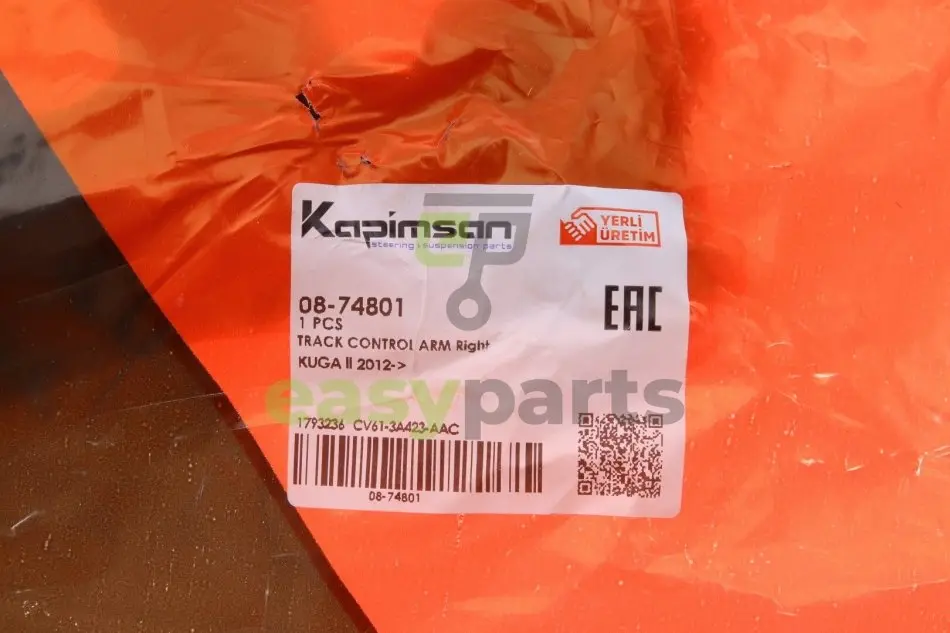 Kapimsan
steering & suspension parts
YERLİ
ÜRETİM
08-74801
1 PCS
EAC
TRACK CONTROL ARM Right
KUGA II 2012->
easyparts
1793236 CV61-3A423-AAC
08-74801